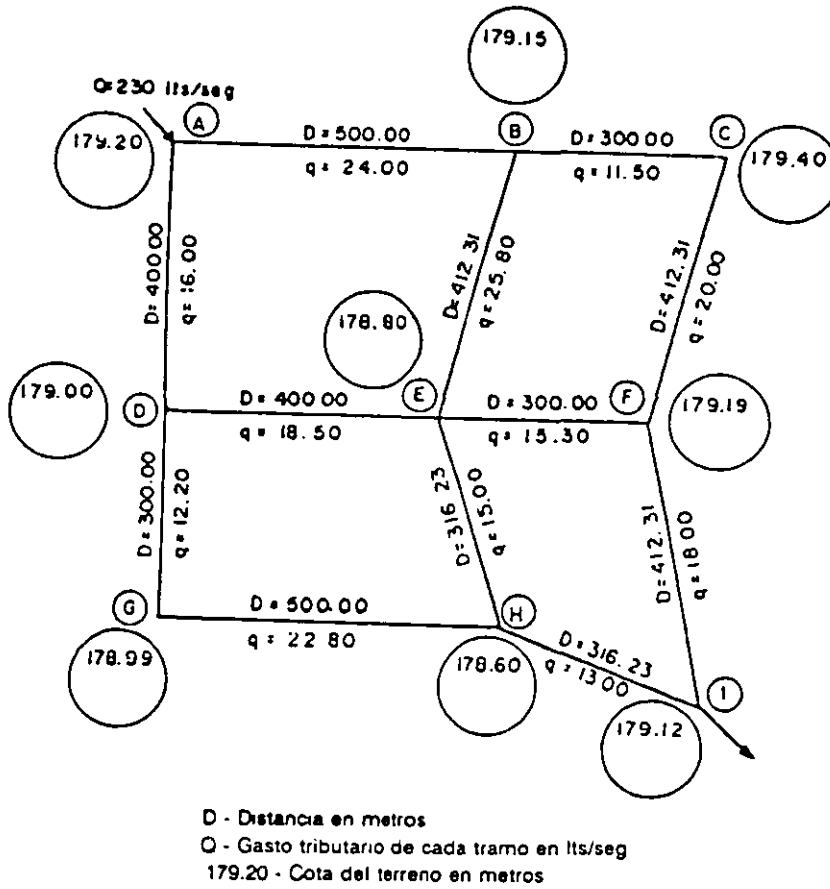 179.15
Q=230 lts/seg
A
B
C
179.20
D=500.00
q=24.00
D=300.00
q=11.50
179.40
D=400.00
q=16.00
D=412.31
q=25.80
D=412.31
q=20.00
178.80
179.00
D
D=400.00
q=18.50
E
D=300.00
q=15.30
F
179.19
D=300.00
q=12.20
D=316.23
q=15.00
D=412.31
q=18.00
G
D=500.00
q=22.80
H
178.99
178.60
D=316.23
q=13.00
I
179.12
D - Distancia en metros
Q - Gasto tributario de cada tramo en lts/seg
179.20 - Cota del terreno en metros